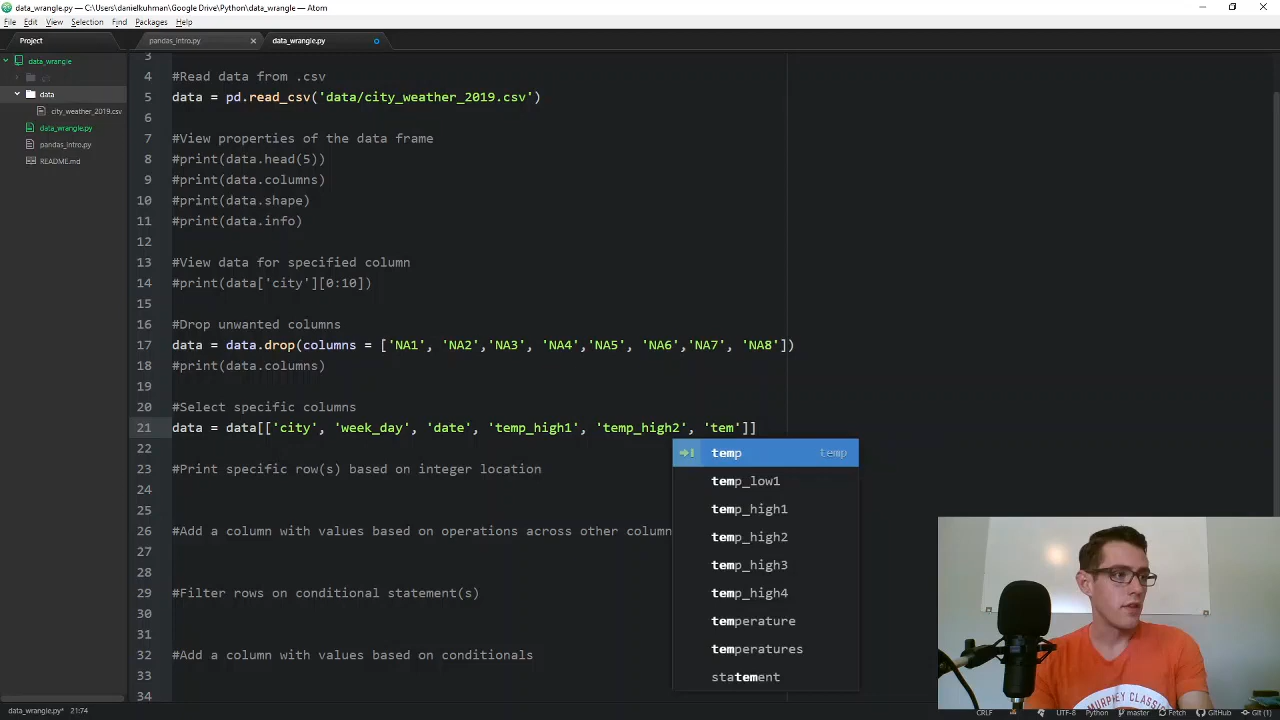 data_wrangle.py — C:\Users\danielkuhman\Google Drive\Python\data_wrangle — Atom
File Edit View Selection Find Packages Help
Project
pandas_intro.py
data_wrangle.py
data_wrangle
data
city_weather_2019.csv
data_wrangle.py
pandas_intro.py
README.md
3
4 #Read data from .csv
5 data = pd.read_csv('data/city_weather_2019.csv')
6
7 #View properties of the data frame
8 #print(data.head(5))
9 #print(data.columns)
10 #print(data.shape)
11 #print(data.info)
12
13 #View data for specified column
14 #print(data['city'][0:10])
15
16 #Drop unwanted columns
17 data = data.drop(columns = ['NA1', 'NA2','NA3', 'NA4','NA5', 'NA6','NA7', 'NA8'])
18 #print(data.columns)
19
20 #Select specific columns
21 data = data[['city', 'week_day', 'date', 'temp_high1', 'temp_high2', 'tem']]
22
23 #Print specific row(s) based on integer location
24
25
26 #Add a column with values based on operations across other column
27
28
29 #Filter rows on conditional statement(s)
30
31
32 #Add a column with values based on conditionals
33
34
temp temp
temp_low1
temp_high1
temp_high2
temp_high3
temp_high4
temperature
temperatures
statement
MURPHEY CLASSIC
data_wrangle.py* 21:74
CRLF UTF-8 Python master Fetch GitHub Git (1)